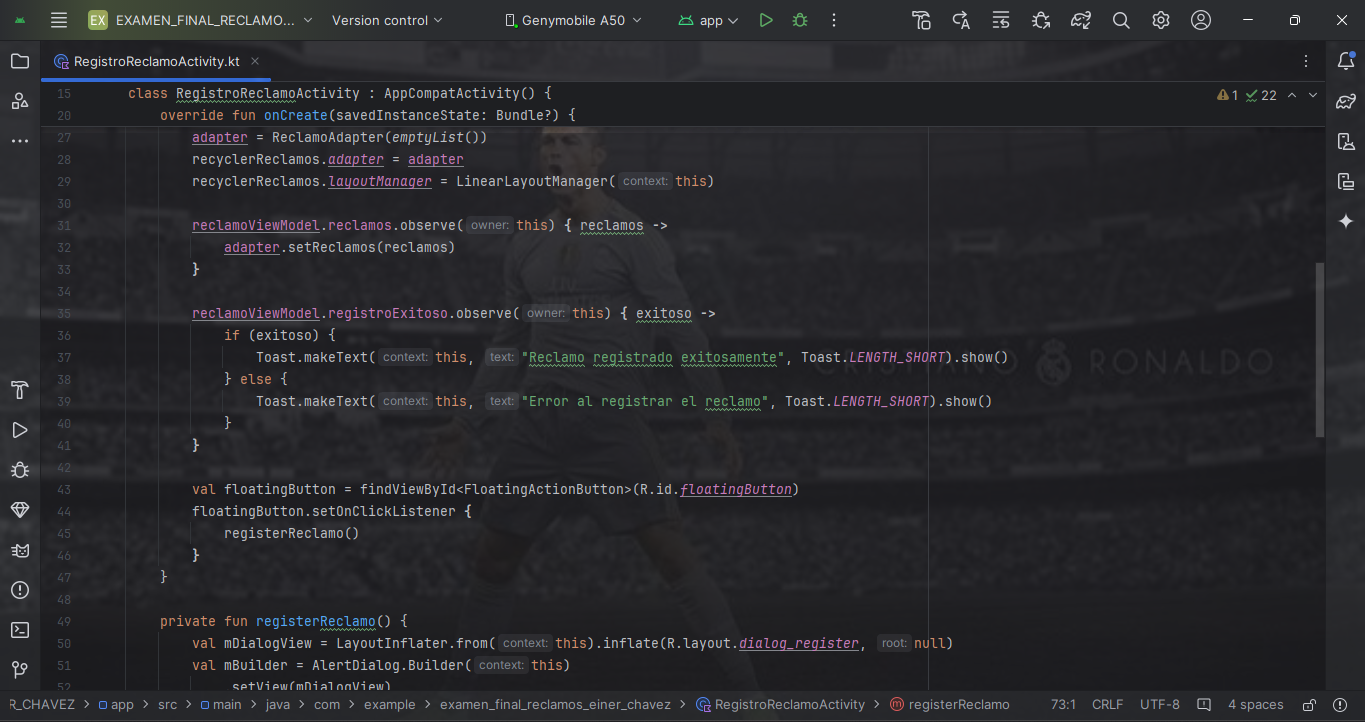 EX EXAMEN_FINAL_RECLAMO... Version control Genymobile A50 app
RegistroReclamoActivity.kt
15 class RegistroReclamoActivity : AppCompatActivity() { 1 22
20 override fun onCreate(savedInstanceState: Bundle?) {
27 adapter = ReclamoAdapter(emptyList())
28 recyclerReclamos.adapter = adapter
29 recyclerReclamos.layoutManager = LinearLayoutManager( context: this)
30
31 reclamoViewModel.reclamos.observe( owner: this) { reclamos ->
32 adapter.setReclamos(reclamos)
33 }
34
35 reclamoViewModel.registroExitoso.observe( owner: this) { exitoso ->
36 if (exitoso) {
37 Toast.makeText( context: this, text: "Reclamo registrado exitosamente", Toast.LENGTH_SHORT).show()
CRISTIANO RONALDO
38 } else {
39 Toast.makeText( context: this, text: "Error al registrar el reclamo", Toast.LENGTH_SHORT).show()
40 }
41 }
42
43 val floatingButton = findViewById<FloatingActionButton>(R.id.floatingButton)
44 floatingButton.setOnClickListener {
45 registerReclamo()
46 }
47 }
48
49 private fun registerReclamo() {
50 val mDialogView = LayoutInflater.from( context: this).inflate(R.layout.dialog_register, root: null)
51 val mBuilder = AlertDialog.Builder( context: this)
52 .setView(mDialogView)
R_CHAVEZ > app > src > main > java > com > example > examen_final_reclamos_einer_chavez > RegistroReclamoActivity > registerReclamo 73:1 CRLF UTF-8 4 spaces